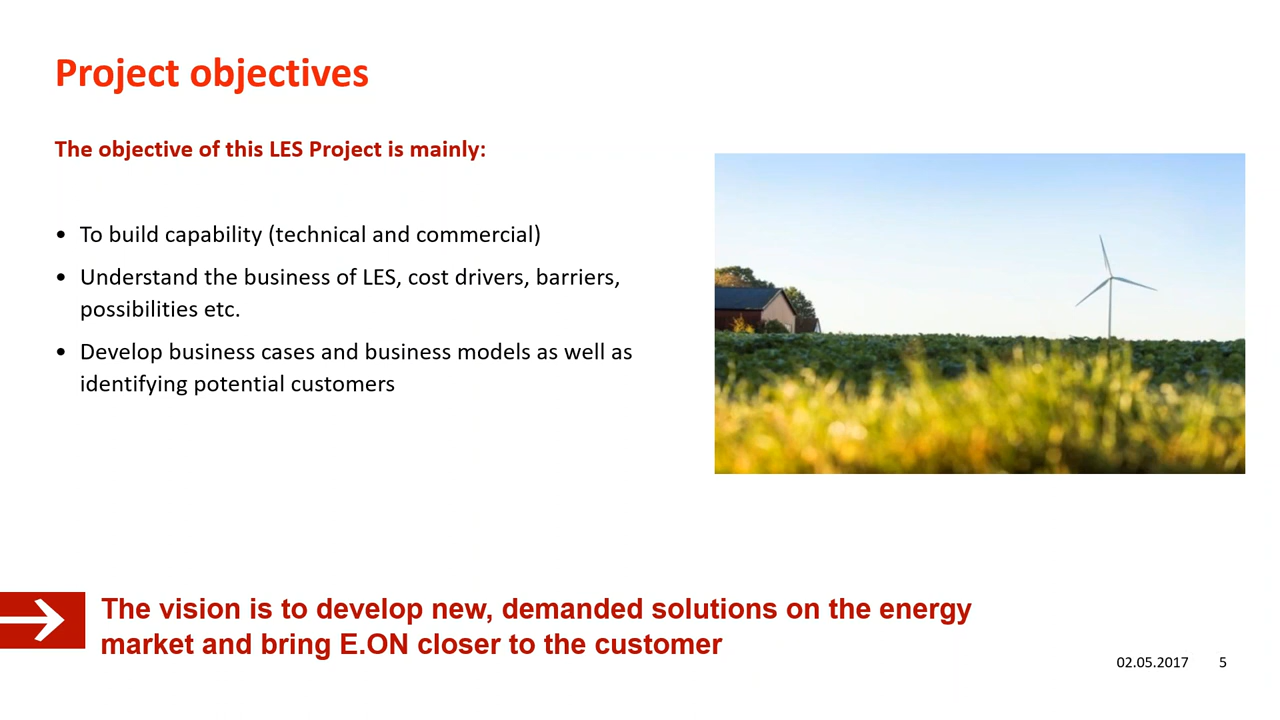 Project objectives
The objective of this LES Project is mainly:
• To build capability (technical and commercial)
• Understand the business of LES, cost drivers, barriers,
possibilities etc.
• Develop business cases and business models as well as
identifying potential customers
The vision is to develop new, demanded solutions on the energy
market and bring E.ON closer to the customer
02.05.2017 5